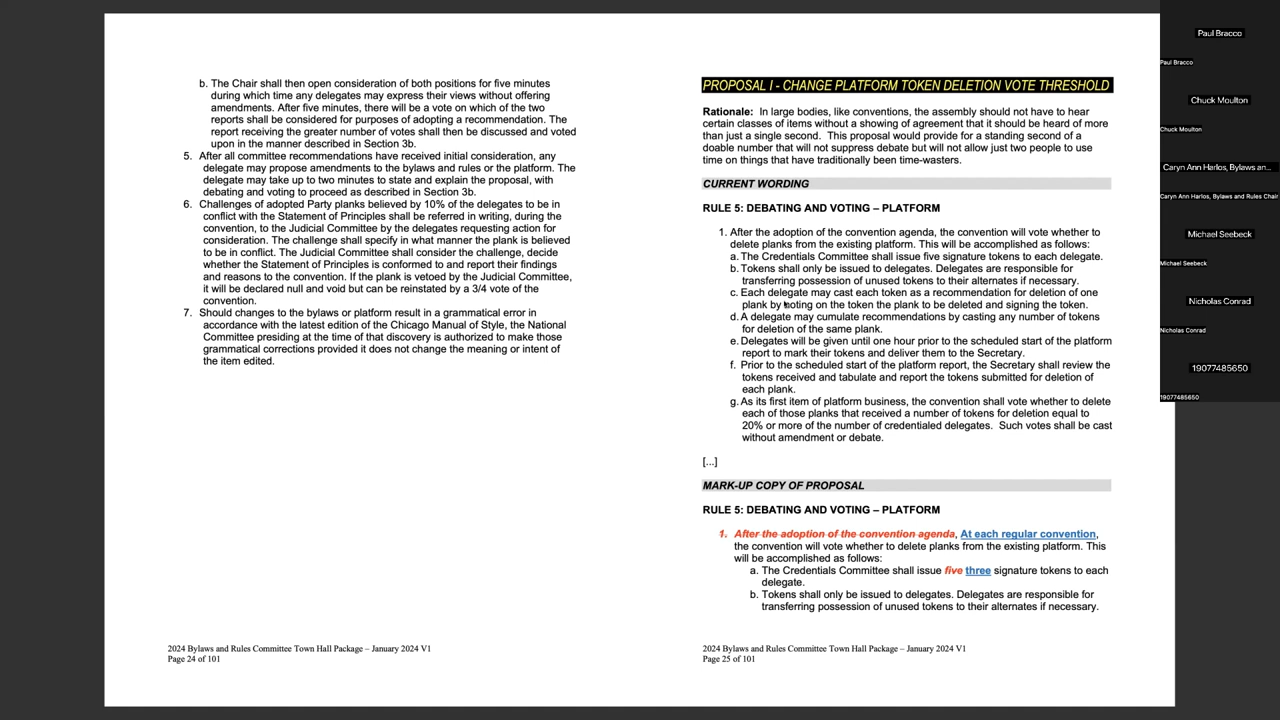 b. The Chair shall then open consideration of both positions for five minutes
during which time any delegates may express their views without offering
amendments. After five minutes, there will be a vote on which of the two
reports shall be considered for purposes of adopting a recommendation. The
report receiving the greater number of votes shall then be discussed and voted
upon in the manner described in Section 3b.
5. After all committee recommendations have received initial consideration, any
delegate may propose amendments to the bylaws and rules or the platform. The
delegate may take up to two minutes to state and explain the proposal, with
debating and voting to proceed as described in Section 3b.
6. Challenges of adopted Party planks believed by 10% of the delegates to be in
conflict with the Statement of Principles shall be referred in writing, during the
convention, to the Judicial Committee by the delegates requesting action for
consideration. The challenge shall specify in what manner the plank is believed
to be in conflict. The Judicial Committee shall consider the challenge, decide
whether the Statement of Principles is conformed to and report their findings
and reasons to the convention. If the plank is vetoed by the Judicial Committee,
it will be declared null and void but can be reinstated by a 3/4 vote of the
convention.
7. Should changes to the bylaws or platform result in a grammatical error in
accordance with the latest edition of the Chicago Manual of Style, the National
Committee presiding at the time of that discovery is authorized to make those
grammatical corrections provided it does not change the meaning or intent of
the item edited.
2024 Bylaws and Rules Committee Town Hall Package – January 2024 V1
Page 24 of 101
PROPOSAL I - CHANGE PLATFORM TOKEN DELETION VOTE THRESHOLD
Rationale: In large bodies, like conventions, the assembly should not have to hear
certain classes of items without a showing of agreement that it should be heard of more
than just a single second. This proposal would provide for a standing second of a
doable number that will not suppress debate but will not allow just two people to use
time on things that have traditionally been time-wasters.
CURRENT WORDING
RULE 5: DEBATING AND VOTING – PLATFORM
1. After the adoption of the convention agenda, the convention will vote whether to
delete planks from the existing platform. This will be accomplished as follows:
a. The Credentials Committee shall issue five signature tokens to each delegate.
b. Tokens shall only be issued to delegates. Delegates are responsible for
transferring possession of unused tokens to their alternates if necessary.
c. Each delegate may cast each token as a recommendation for deletion of one
plank by noting on the token the plank to be deleted and signing the token.
d. A delegate may cumulate recommendations by casting any number of tokens
for deletion of the same plank.
e. Delegates will be given until one hour prior to the scheduled start of the platform
report to mark their tokens and deliver them to the Secretary.
f. Prior to the scheduled start of the platform report, the Secretary shall review the
tokens received and tabulate and report the tokens submitted for deletion of
each plank.
g. As its first item of platform business, the convention shall vote whether to delete
each of those planks that received a number of tokens for deletion equal to
20% or more of the number of credentialed delegates. Such votes shall be cast
without amendment or debate.
[...]
MARK-UP COPY OF PROPOSAL
RULE 5: DEBATING AND VOTING – PLATFORM
1. After the adoption of the convention agenda, At each regular convention,
the convention will vote whether to delete planks from the existing platform. This
will be accomplished as follows:
a. The Credentials Committee shall issue five three signature tokens to each
delegate.
b. Tokens shall only be issued to delegates. Delegates are responsible for
transferring possession of unused tokens to their alternates if necessary.
2024 Bylaws and Rules Committee Town Hall Package – January 2024 V1
Page 25 of 101
Paul Bracco
Paul Bracco
Chuck Moulton
Chuck Moulton
Caryn Ann Harlos, Bylaws an...
Caryn Ann Harlos, Bylaws and Rules Chair
Michael Seebeck
Michael Seebeck
Nicholas Conrad
Nicholas Conrad
19077485650
19077485650